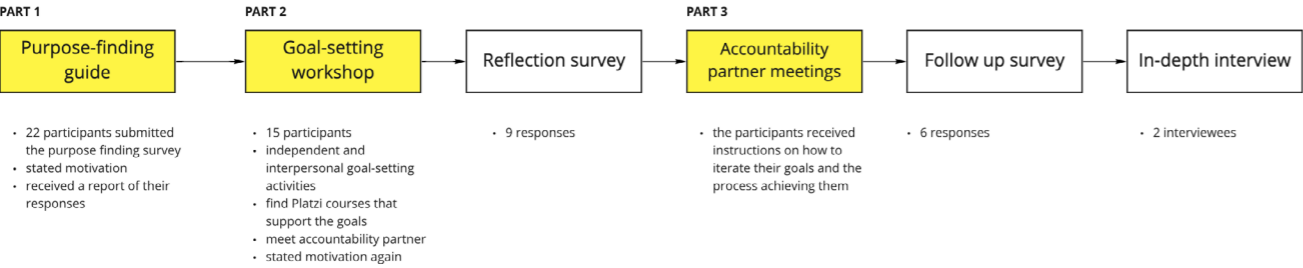 PART 1
PART 2
PART 3
Purpose-finding
guide
Goal-setting
workshop
Reflection survey
Accountability
partner meetings
Follow up survey
In-depth interview
• 22 participants submitted
the purpose finding survey
• stated motivation
• received a report of their
responses
• 15 participants
• independent and
interpersonal goal-setting
activities
• find Platzi courses that
support the goals
• meet accountability partner
• stated motivation again
• 9 responses
• the participants received
instructions on how to
iterate their goals and the
process achieving them
• 6 responses
• 2 interviewees